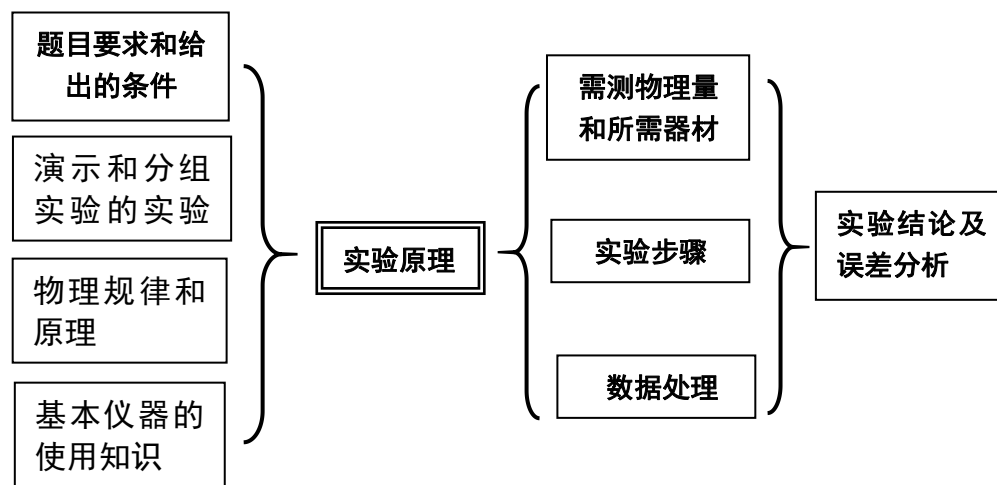 题目要求和给
出的条件
演示和分组
实验的实验
物理规律和
原理
基本仪器的
使用知识
实验原理
需测物理量
和所需器材
实验步骤
数据处理
实验结论及
误差分析